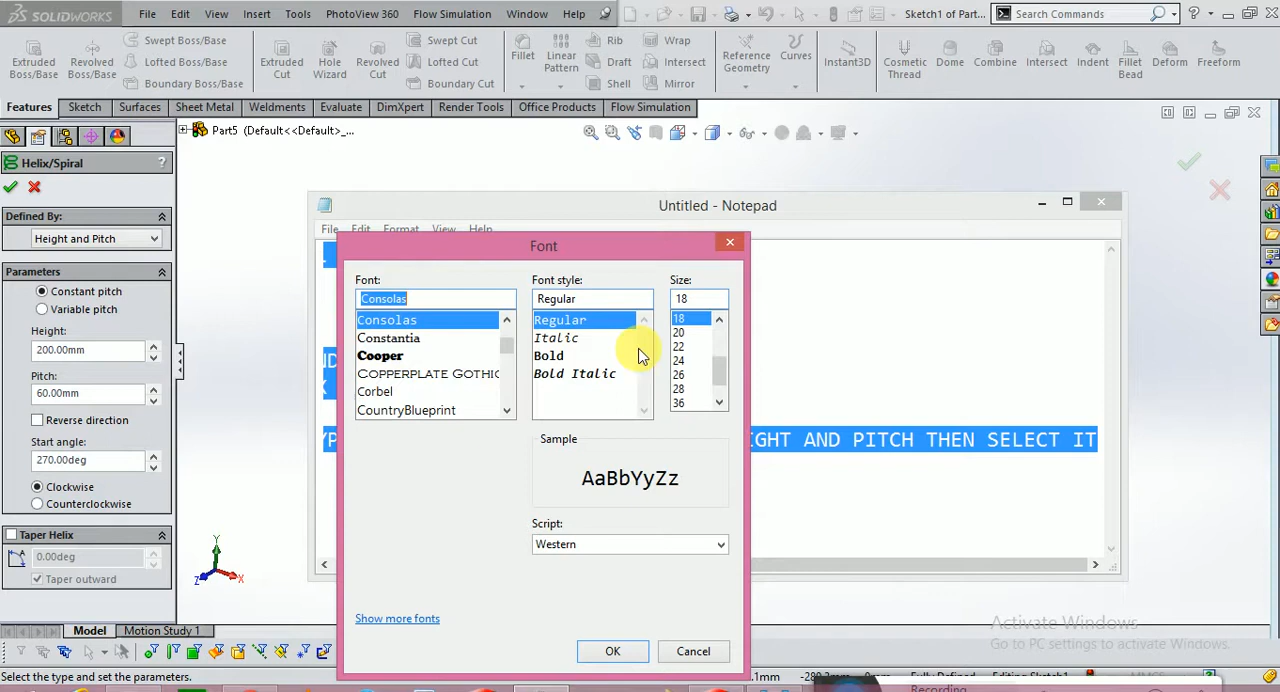 SOLIDWORKS File Edit View Insert Tools PhotoView 360 Flow Simulation Window Help Sketch1 of Part... Search Commands
Extruded Boss/Base
Revolved Boss/Base
Swept Boss/Base
Lofted Boss/Base
Boundary Boss/Base
Extruded Cut
Hole Wizard
Revolved Cut
Swept Cut
Lofted Cut
Boundary Cut
Fillet
Linear Pattern
Rib
Draft
Shell
Wrap
Intersect
Mirror
Reference Geometry
Curves
Instant3D
Cosmetic Thread
Dome
Combine
Intersect
Indent
Fillet Bead
Deform
Freeform
Features Sketch Surfaces Sheet Metal Weldments Evaluate DimXpert Render Tools Office Products Flow Simulation
Part5 (Default<<Default>_...
Helix/Spiral ?
Defined By:
Height and Pitch
Parameters
Constant pitch
Variable pitch
Height:
200.00mm
Pitch:
60.00mm
Reverse direction
Start angle:
270.00deg
Clockwise
Counterclockwise
Taper Helix
0.00deg
Taper outward
Untitled - Notepad
File Edit Format View Help
IGHT AND PITCH THEN SELECT IT
Font
Font: Font style: Size:
Consolas Regular 18
Consolas
Constantia
Cooper
COPPERPLATE GOTHIC
Corbel
CountryBlueprint
Regular
Italic
Bold
Bold Italic
18
20
22
24
26
28
36
Sample
AaBbYyZz
Script:
Western
Show more fonts
OK Cancel
Y
Z X
Activate Windows
Go to PC settings to activate Windows.
Model Motion Study 1
Select the type and set the parameters.
Fully Defined Editing Sketch1 MMGS
Recording